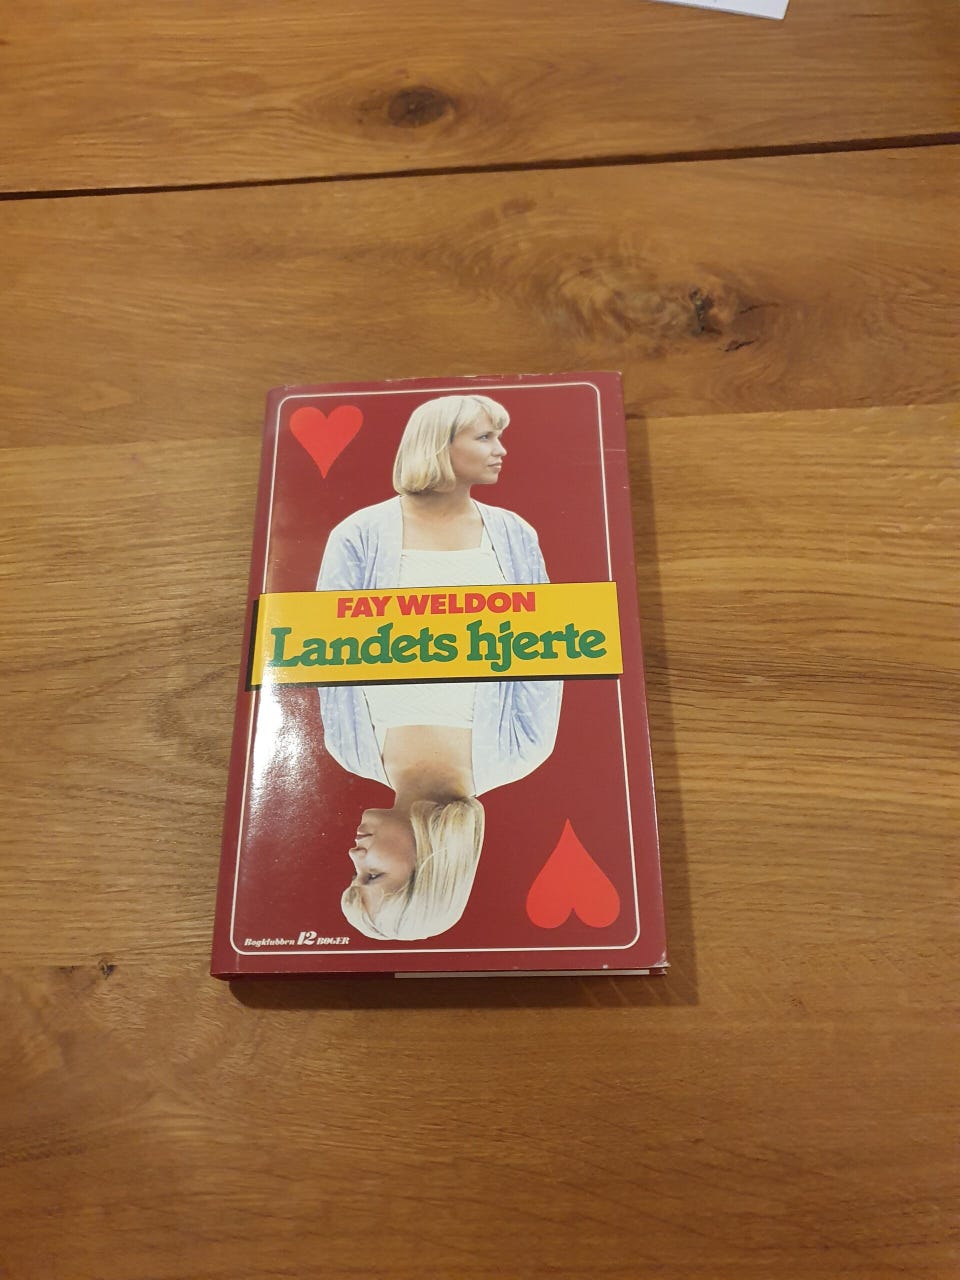 FAY WELDON
Landets hjerte
Bogklubben 12 BØGER